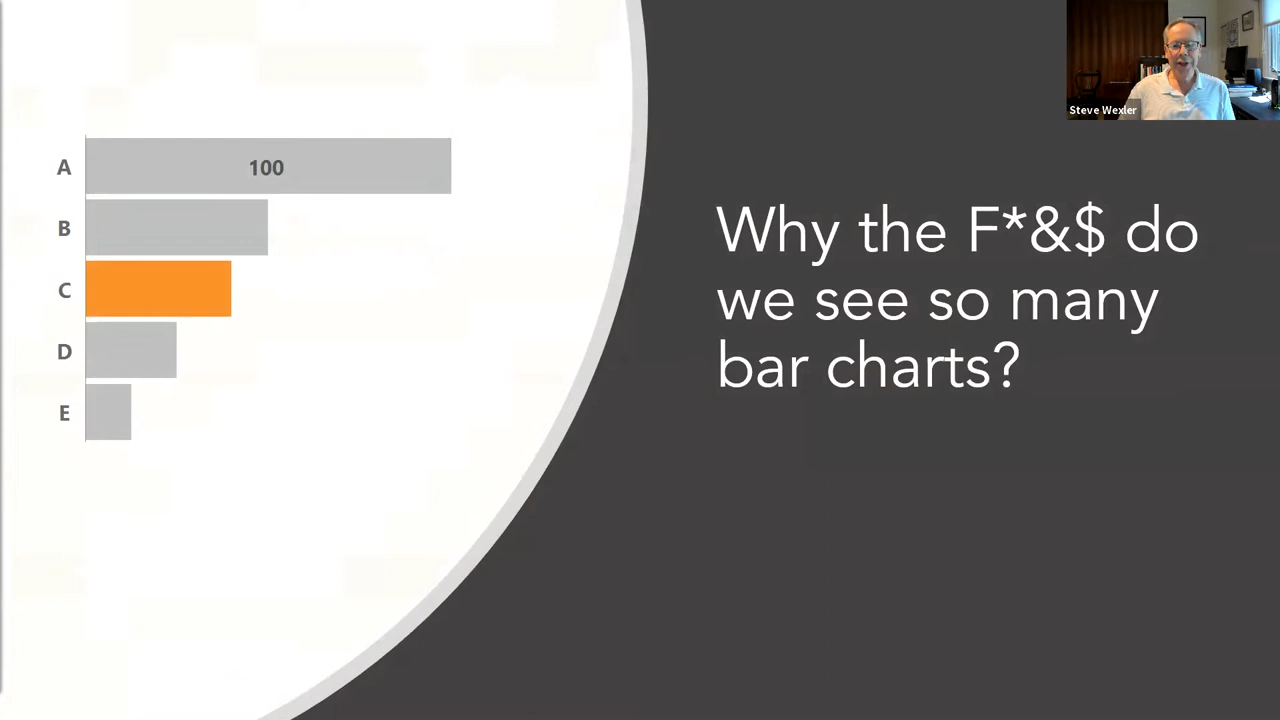 A
100
B
C
D
E
Why the F*&$ do
we see so many
bar charts?
Steve Wexler